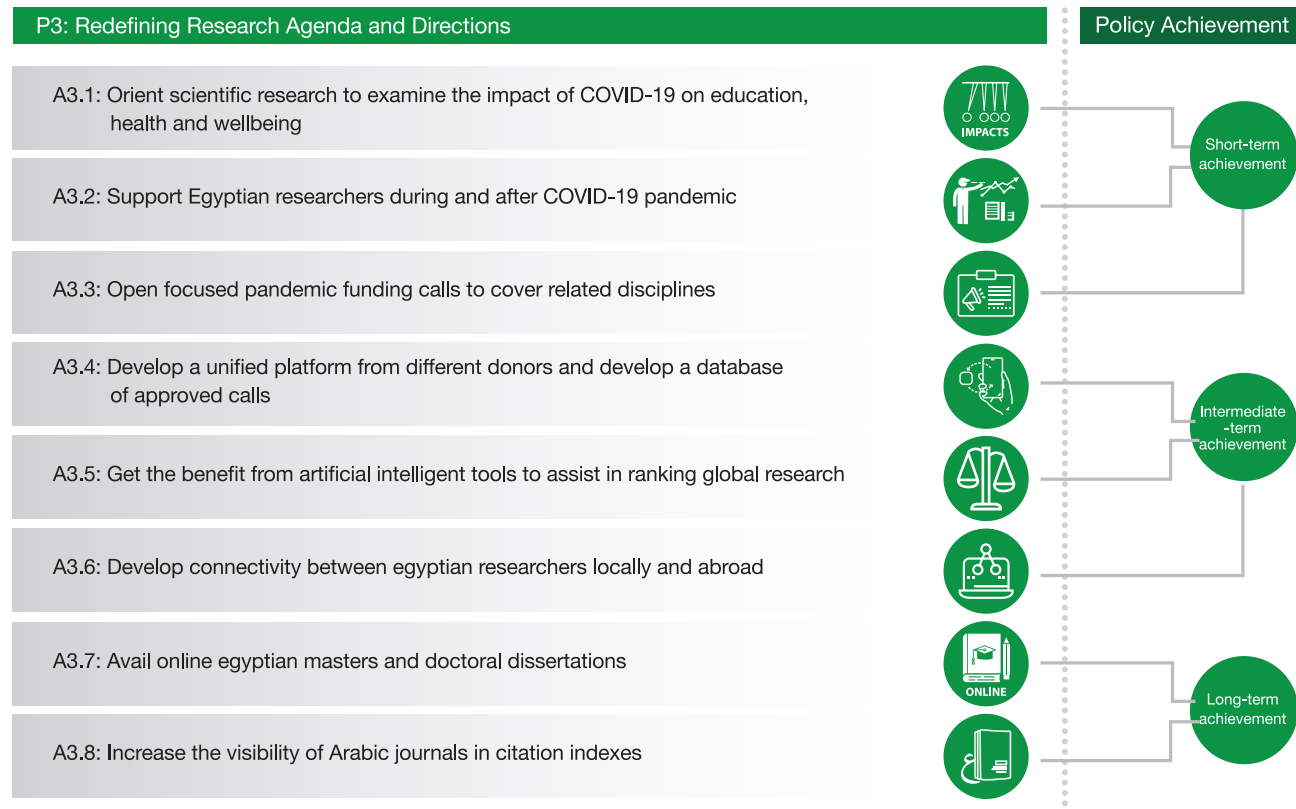 P3: Redefining Research Agenda and Directions
Policy Achievement
A3.1: Orient scientific research to examine the impact of COVID-19 on education,
health and wellbeing
IMPACTS
Short-term
achievement
A3.2: Support Egyptian researchers during and after COVID-19 pandemic
A3.3: Open focused pandemic funding calls to cover related disciplines
A3.4: Develop a unified platform from different donors and develop a database
of approved calls
Intermediate
-term
achievement
A3.5: Get the benefit from artificial intelligent tools to assist in ranking global research
A3.6: Develop connectivity between egyptian researchers locally and abroad
A3.7: Avail online egyptian masters and doctoral dissertations
ONLINE
Long-term
achievement
A3.8: Increase the visibility of Arabic journals in citation indexes